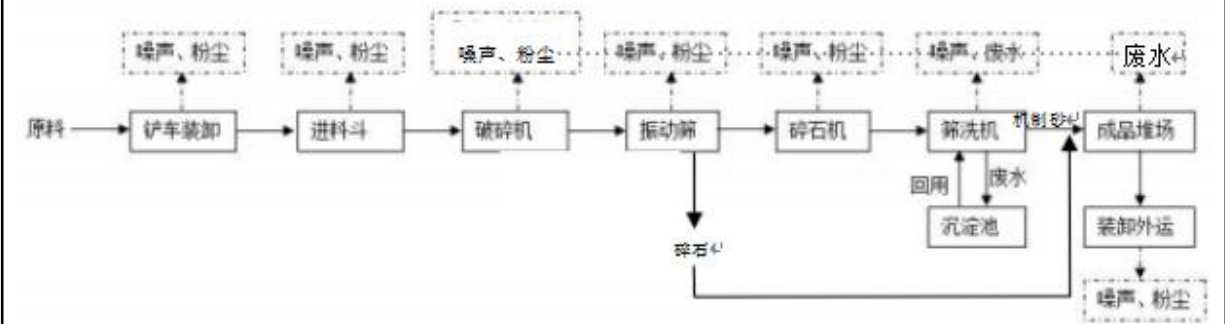 噪声、粉尘
噪声、粉尘
噪声、粉尘
噪声、粉尘
噪声、粉尘
噪声、废水
废水
原料
铲车装卸
进料斗
破碎机
振动筛
碎石机
筛洗机
机制砂
成品堆场
回用
废水
沉淀池
装卸外运
碎石
噪声、粉尘